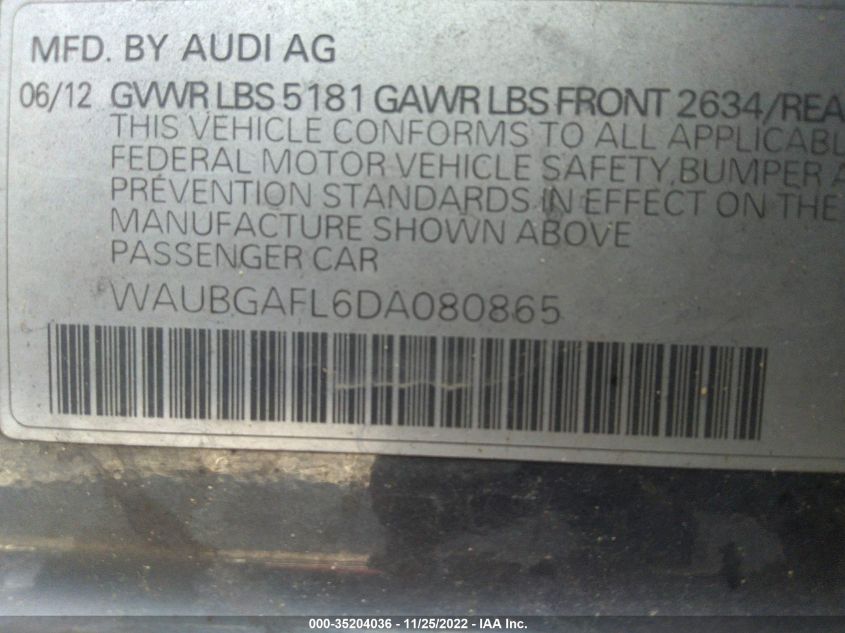 MFD. BY AUDI AG
06/12 GVWR LBS 5181 GAWR LBS FRONT 2634/REA
THIS VEHICLE CONFORMS TO ALL APPLICABL
FEDERAL MOTOR VEHICLE SAFETY, BUMPER A
PREVENTION STANDARDS IN EFFECT ON THE
MANUFACTURE SHOWN ABOVE
PASSENGER CAR
WAUBGAFL6DA080865
000-35204036 - 11/25/2022 - IAA Inc.